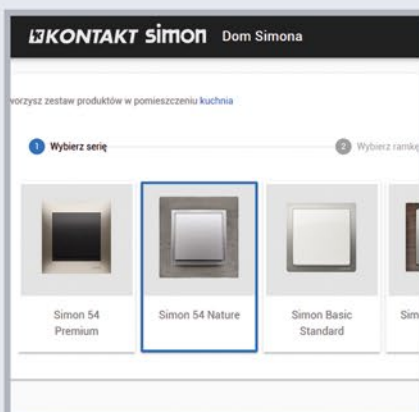 KONTAKT simon Dom Simona
worzysz zestaw produktów w pomieszczeniu kuchnia
1 Wybierz serię 2 Wybierz ramkę
Simon 54 Premium
Simon 54 Nature
Simon Basic Standard
Sim